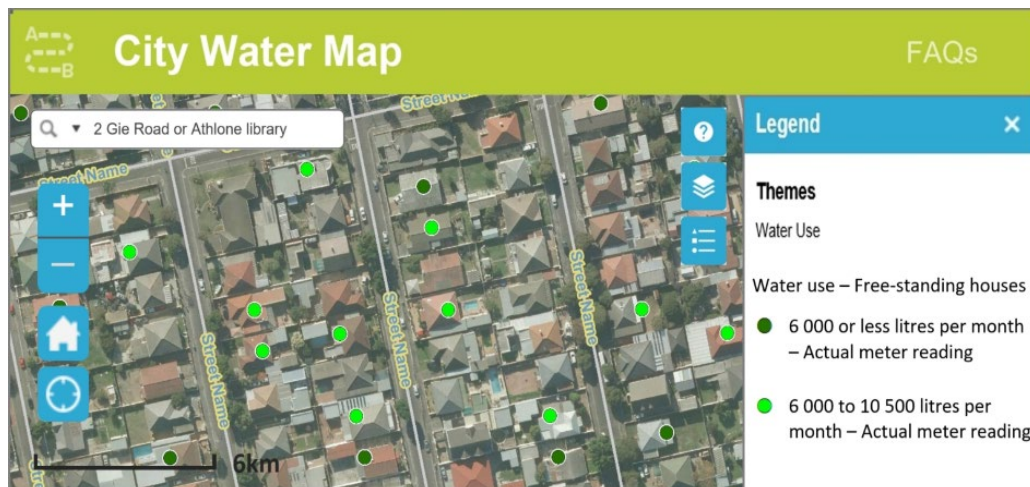 A
B
City Water Map
FAQs
2 Gie Road or Athlone library
Street Name
Street Name
Street Name
Street Name
Street Name
+
−
?
6km
Legend
×
Themes
Water Use
Water use – Free-standing houses
6 000 or less litres per month
– Actual meter reading
6 000 to 10 500 litres per
month – Actual meter reading